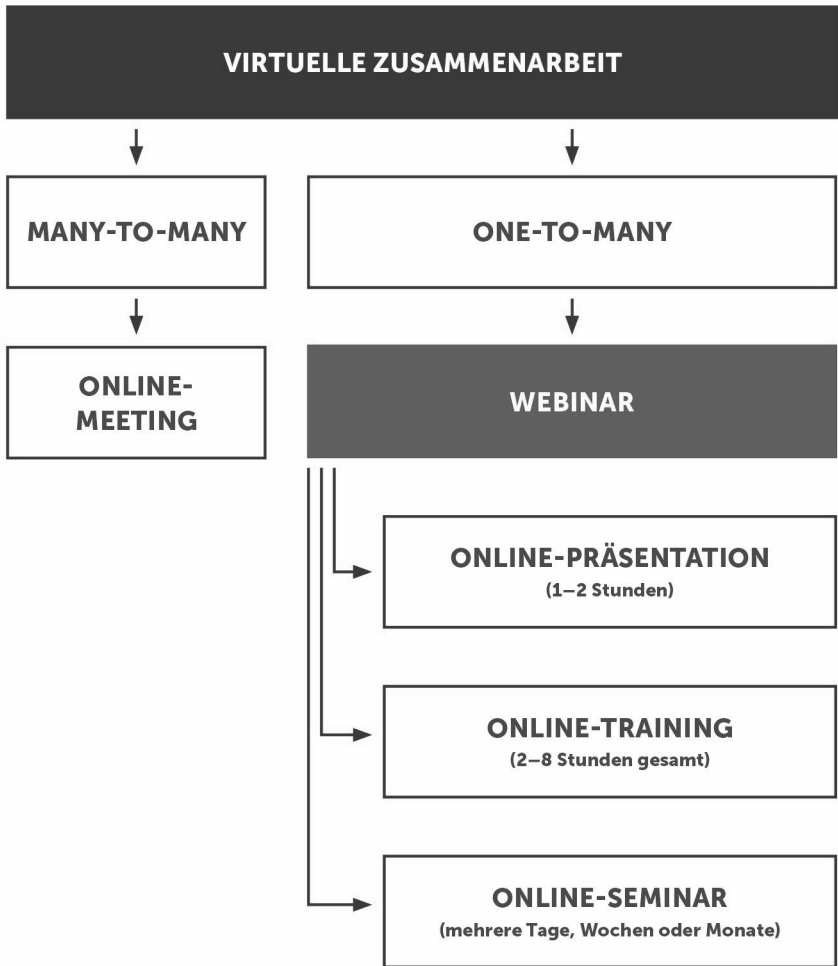 VIRTUELLE ZUSAMMENARBEIT
MANY-TO-MANY
ONE-TO-MANY
ONLINE-
MEETING
WEBINAR
ONLINE-PRÄSENTATION
(1–2 Stunden)
ONLINE-TRAINING
(2–8 Stunden gesamt)
ONLINE-SEMINAR
(mehrere Tage, Wochen oder Monate)